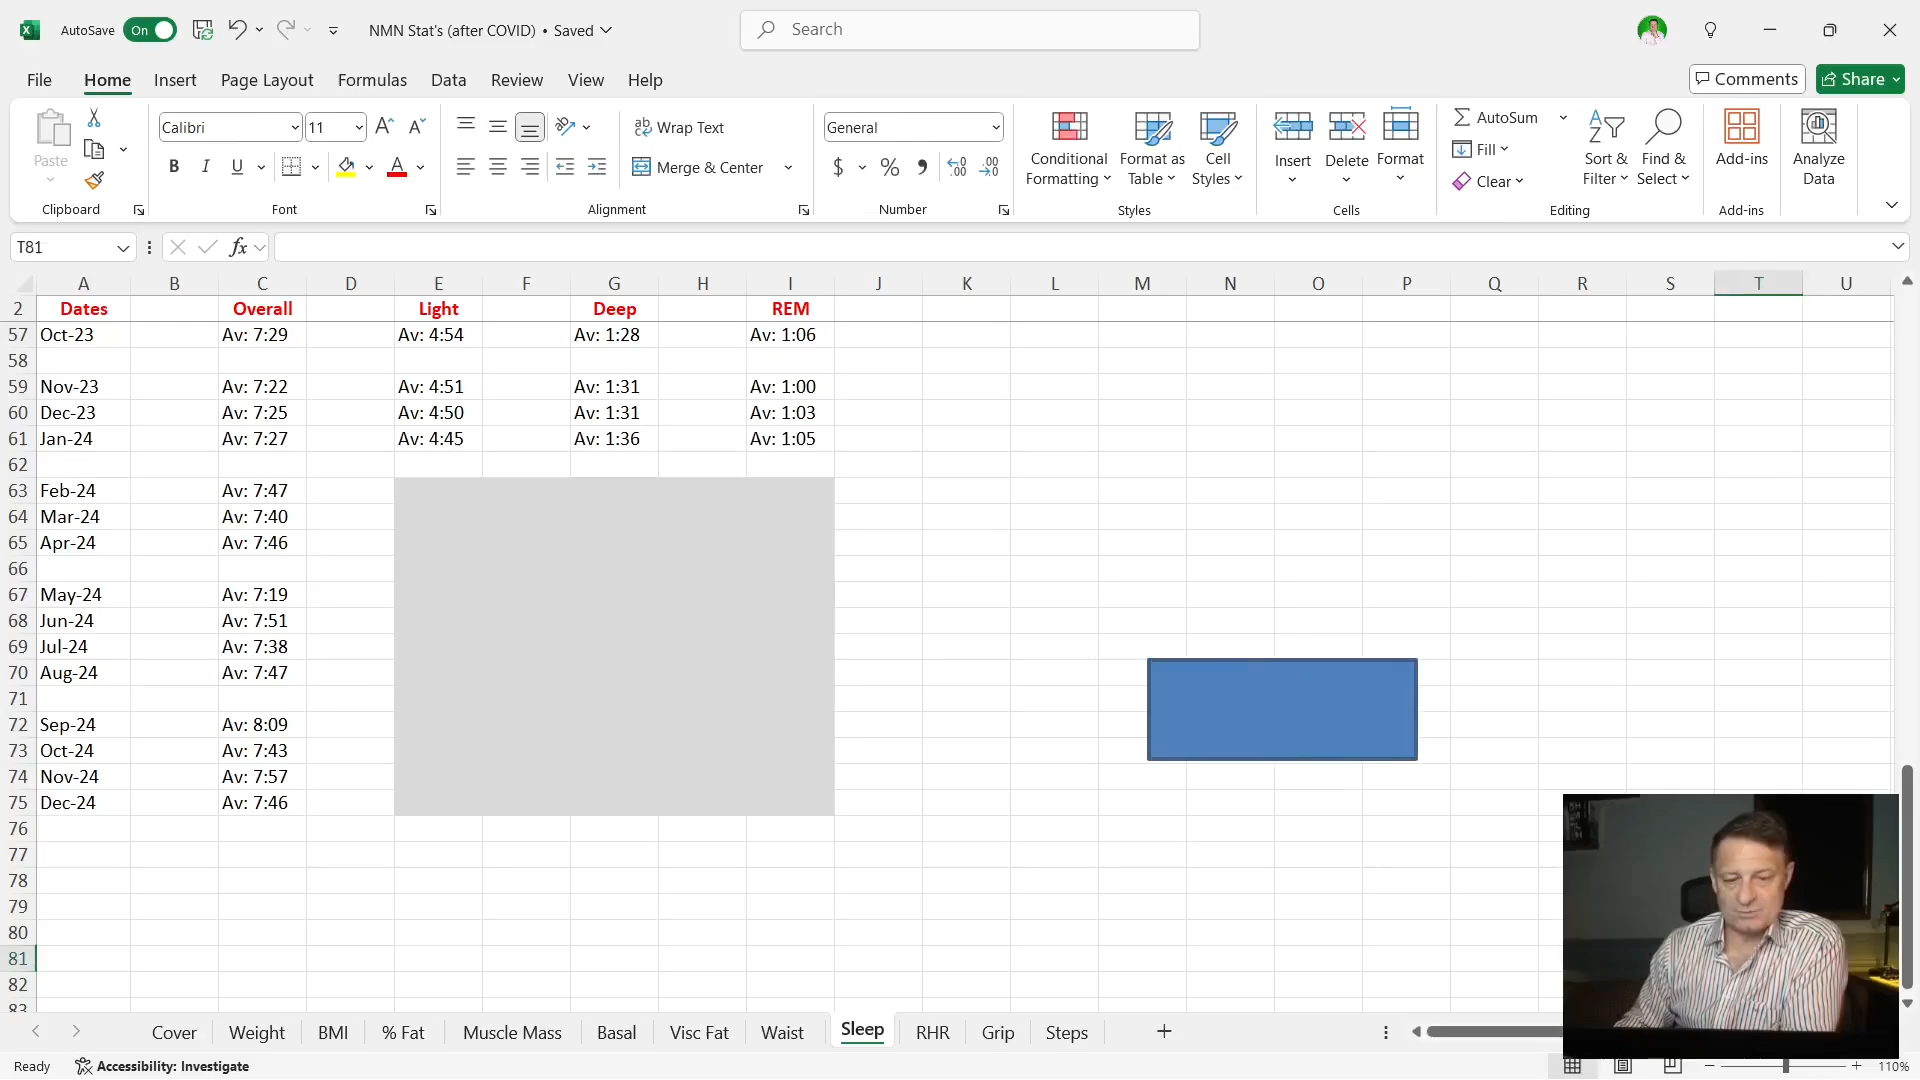 AutoSave On NMN Stat's (after COVID) • Saved Search
File Home Insert Page Layout Formulas Data Review View Help Comments Share
Paste Calibri 11 Wrap Text General Conditional Formatting Format as Table Cell Styles Insert Delete Format AutoSum Fill Clear Sort & Filter Find & Select Add-ins Analyze Data
B I U A Merge & Center $ % 9
Clipboard Font Alignment Number Styles Cells Editing Add-ins
T81 fx
A B C D E F G H I J K L M N O P Q R S T U
2 Dates Overall Light Deep REM
57 Oct-23 Av: 7:29 Av: 4:54 Av: 1:28 Av: 1:06
58
59 Nov-23 Av: 7:22 Av: 4:51 Av: 1:31 Av: 1:00
60 Dec-23 Av: 7:25 Av: 4:50 Av: 1:31 Av: 1:03
61 Jan-24 Av: 7:27 Av: 4:45 Av: 1:36 Av: 1:05
62
63 Feb-24 Av: 7:47
64 Mar-24 Av: 7:40
65 Apr-24 Av: 7:46
66
67 May-24 Av: 7:19
68 Jun-24 Av: 7:51
69 Jul-24 Av: 7:38
70 Aug-24 Av: 7:47
71
72 Sep-24 Av: 8:09
73 Oct-24 Av: 7:43
74 Nov-24 Av: 7:57
75 Dec-24 Av: 7:46
76
77
78
79
80
81
82
83
Cover Weight BMI % Fat Muscle Mass Basal Visc Fat Waist Sleep RHR Grip Steps
Ready Accessibility: Investigate 110%